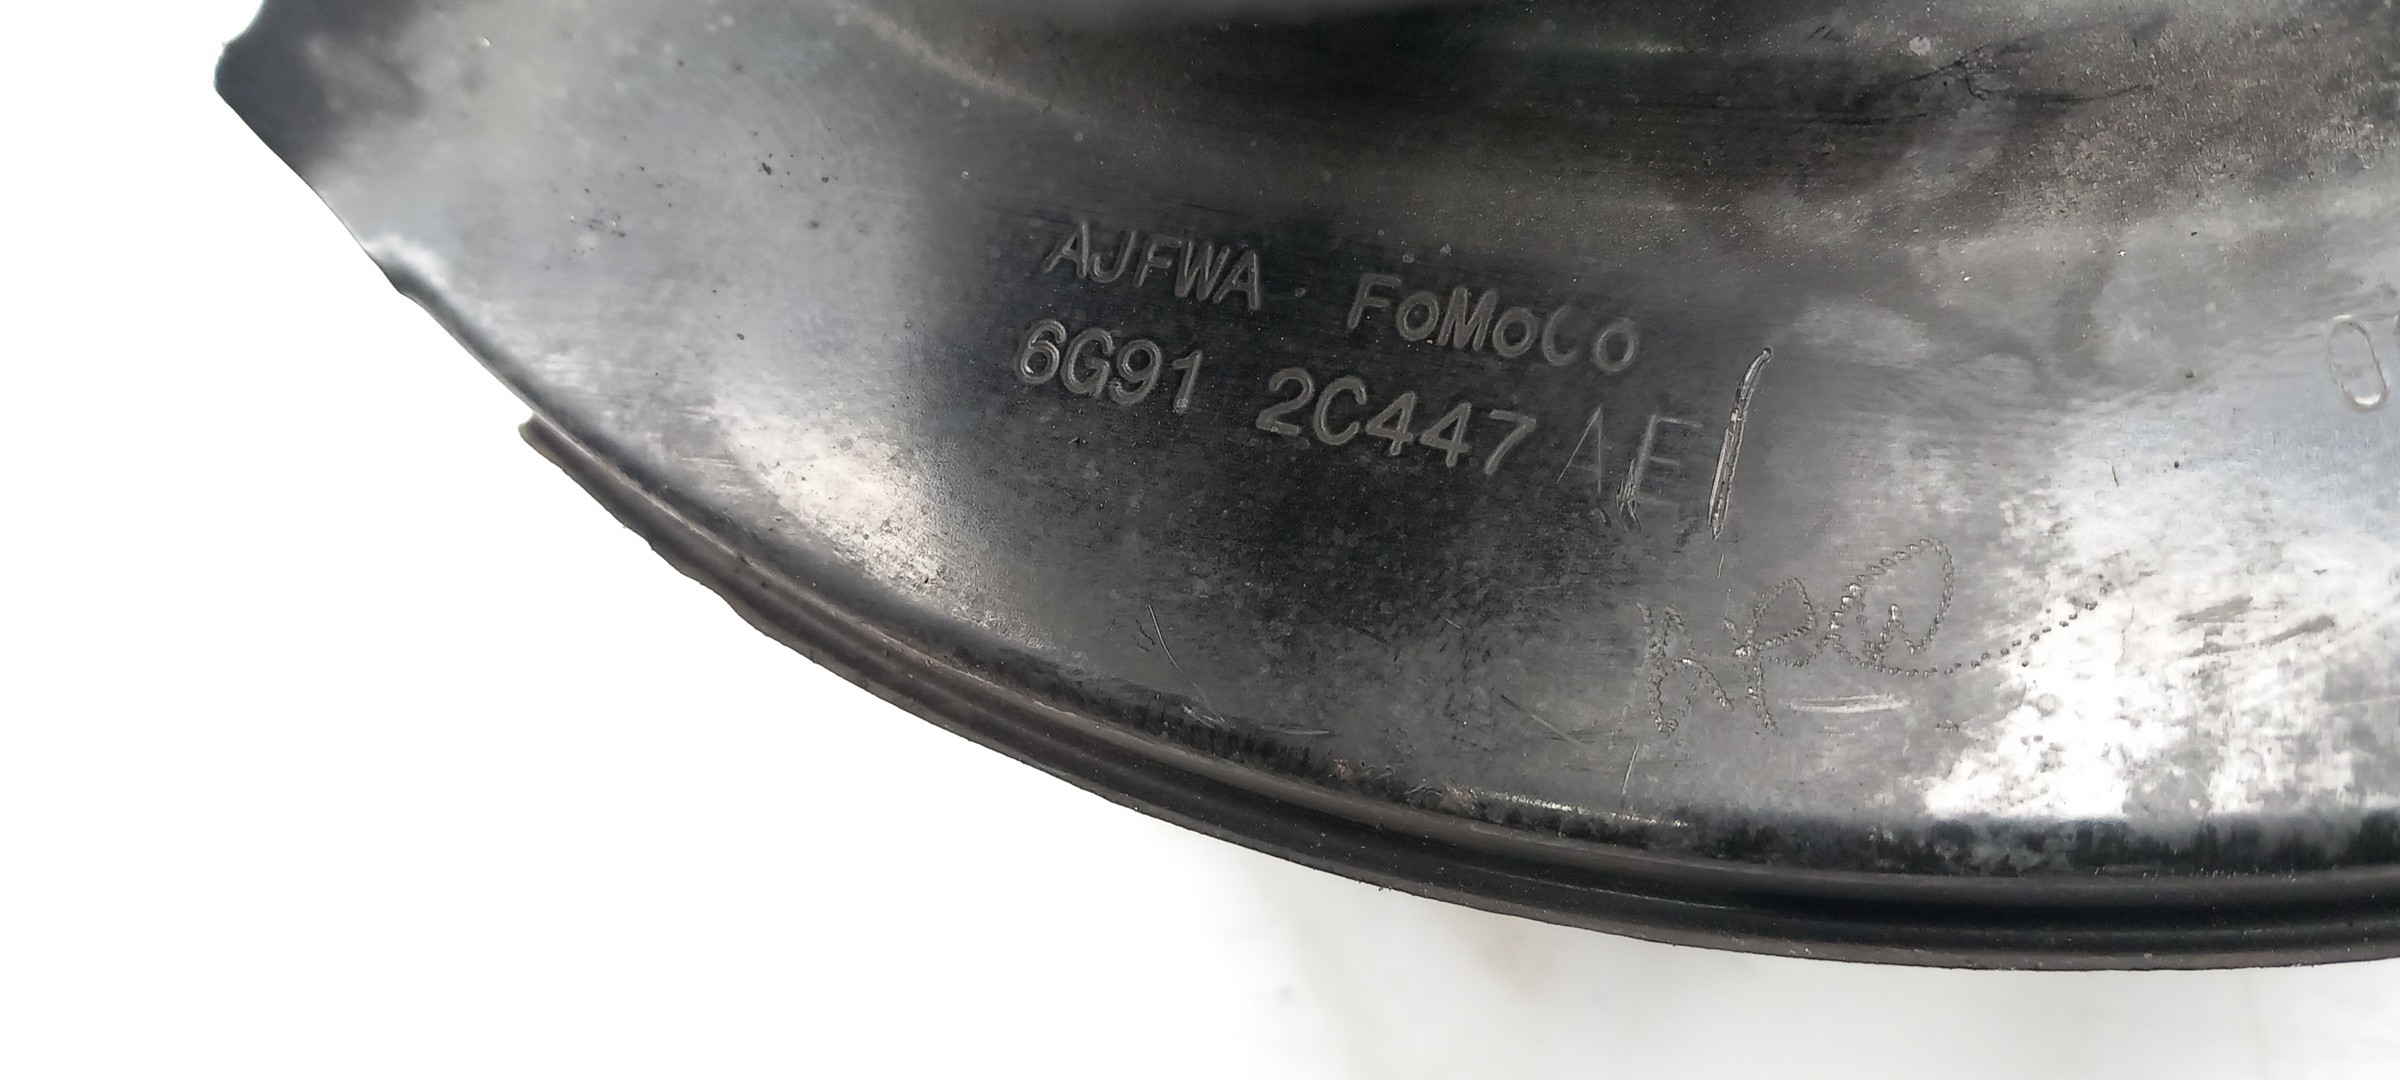 AJFWA FoMoCo
6G91 2C447 AE